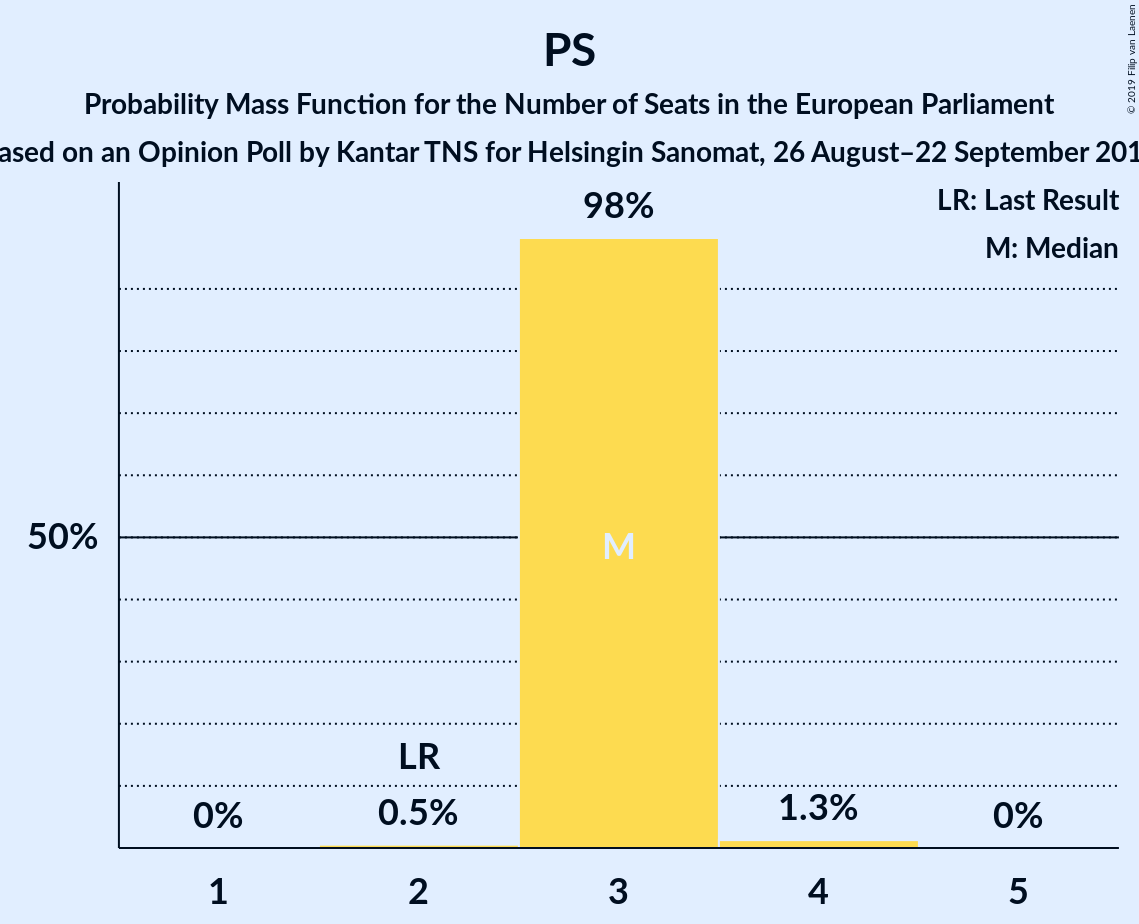 PS
Probability Mass Function for the Number of Seats in the European Parliament
ased on an Opinion Poll by Kantar TNS for Helsingin Sanomat, 26 August–22 September 201
© 2019 Filip van Laenen
LR: Last Result
M: Median
98%
50%
M
LR
0%
0.5%
1.3%
0%
1
2
3
4
5